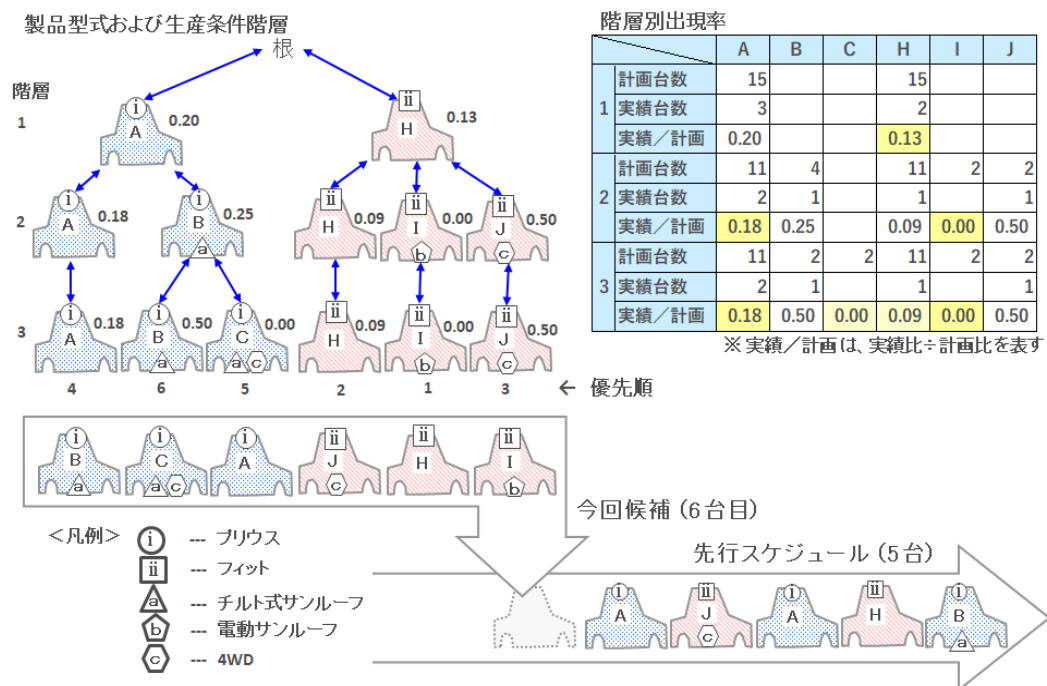 製品型式および生産条件階層
根
階層
1
i
A
0.20
ii
H
0.13
2
i
A
0.18
i
B
a
0.25
ii
H
0.09
ii
I
b
0.00
ii
J
c
0.50
3
i
A
0.18
i
B
a
0.50
i
C
a c
0.00
ii
H
0.09
ii
I
b
0.00
ii
J
c
0.50
4 6 5 2 1 3 ← 優先順
階層別出現率
A B C H I J
1
計画台数 15 15
実績台数 3 2
実績／計画 0.20 0.13
2
計画台数 11 4 11 2 2
実績台数 2 1 1 1
実績／計画 0.18 0.25 0.09 0.00 0.50
3
計画台数 11 2 2 11 2 2
実績台数 2 1 1 1
実績／計画 0.18 0.50 0.00 0.09 0.00 0.50
※実績／計画は、実績比÷計画比を表す
i
B
a
i
C
a c
i
A
ii
J
c
ii
H
ii
I
b
今回候補（6台目）
先行スケジュール（5台）
i
A
ii
J
c
i
A
ii
H
i
B
a
＜凡例＞
i --- プリウス
ii --- フィット
a --- チルト式サンルーフ
b --- 電動サンルーフ
c --- 4WD